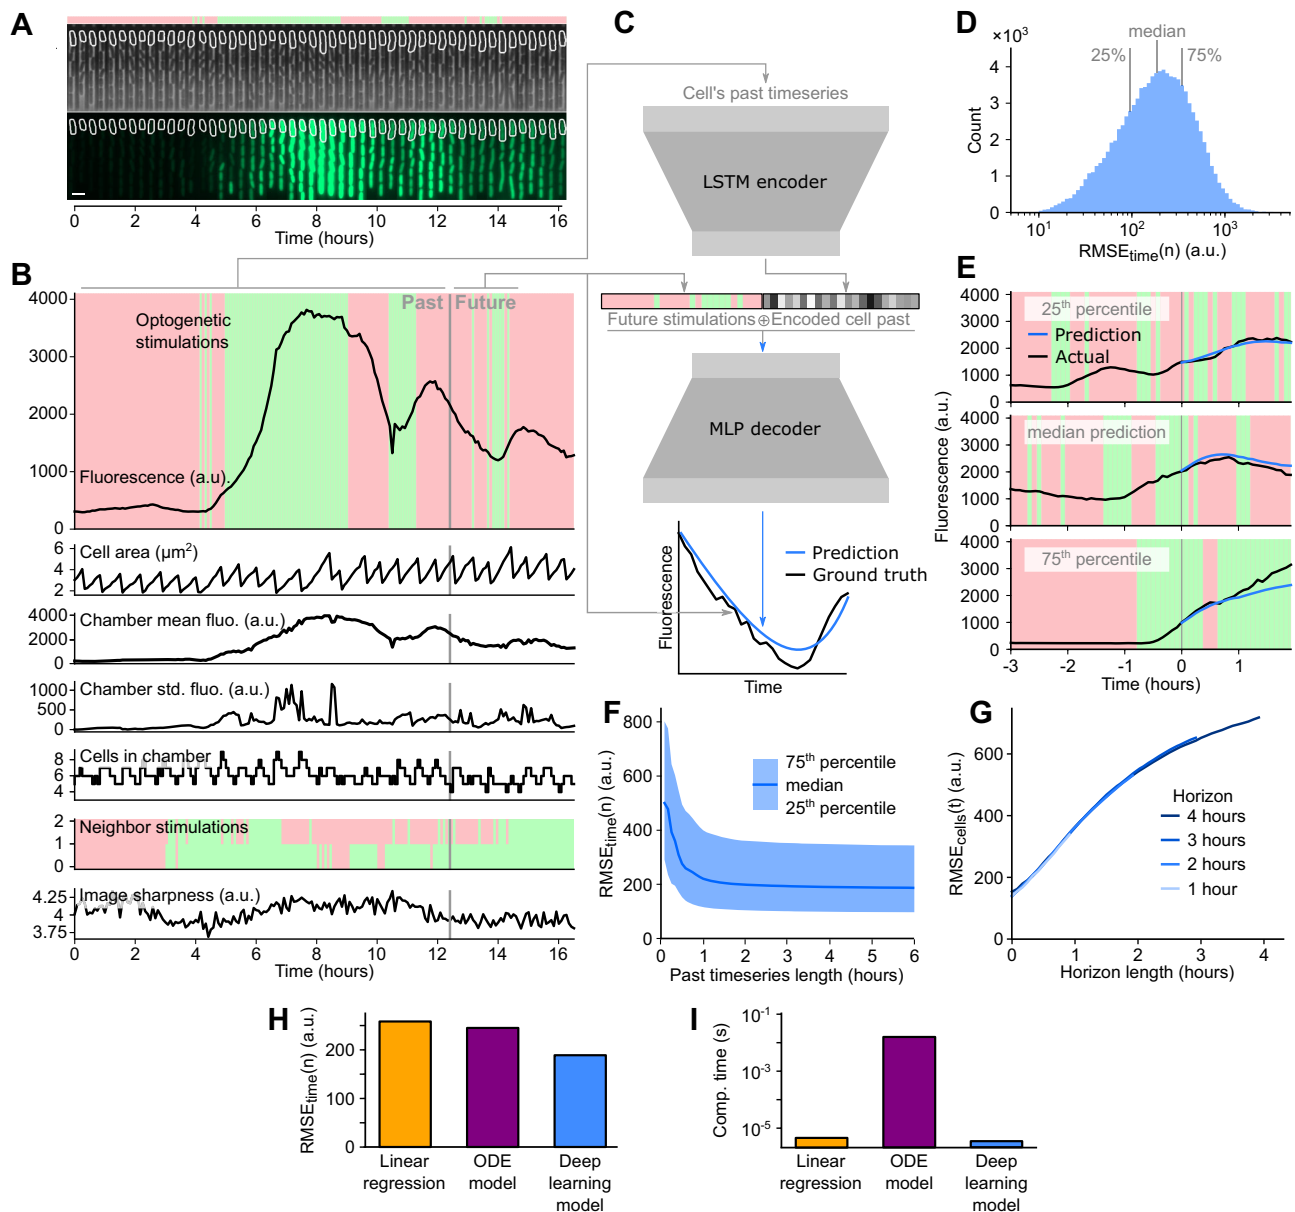 A
0 2 4 6 8 10 12 14 16
Time (hours)
B
Past Future
Optogenetic
stimulations
Fluorescence (a.u.).
4000
3000
2000
1000
0
Cell area (μm2)
6
4
2
Chamber mean fluo. (a.u.)
4000
2000
0
Chamber std. fluo. (a.u.)
1000
500
0
Cells in chamber
8
6
4
Neighbor stimulations
2
1
0
Image sharpness (a.u.)
4.25
4
3.75
0 2 4 6 8 10 12 14
Time (hours)
C
Cell's past timeseries
LSTM encoder
Future stimulations⊕Encoded cell past
MLP decoder
Prediction
Ground truth
Fluorescence
Time
D
×10³
median
25% 75%
4
3
2
1
0
Count
10¹ 10² 10³
RMSEtime(n) (a.u.)
E
25th percentile
Prediction
Actual
4000
3000
2000
1000
0
median prediction
4000
3000
2000
1000
0
75th percentile
4000
3000
2000
1000
0
Fluorescence (a.u.)
-3 -2 -1 0 1
Time (hours)
F
800
600
400
200
0
RMSEtime(n) (a.u.)
75th percentile
median
25th percentile
0 1 2 3 4 5 6
Past timeseries length (hours)
G
600
400
200
0
RMSEcells(t) (a.u.)
Horizon
4 hours
3 hours
2 hours
1 hour
0 1 2 3 4
Horizon length (hours)
H
200
100
0
RMSEtime(n) (a.u.)
Linear
regression
ODE
model
Deep
learning
model
I
10-1
10-3
10-5
Comp. time (s)
Linear
regression
ODE
model
Deep
learning
model